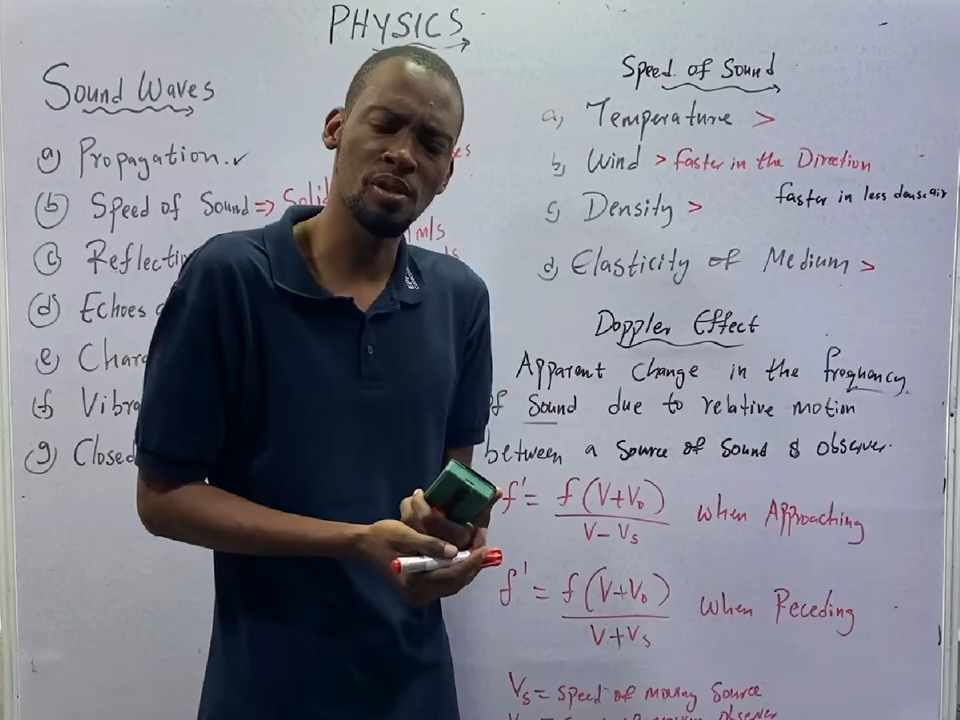 PHYSICS
Sound Waves
a) Propagation. ✓
(b) Speed of Sound => Solid
m/s
(c) Reflecti
(d) Echoes
(e) Chara
(f) Vibra
(g) Closed
Speed of Sound
a) Temperature >
b) Wind > faster in the Direction
c) Density > faster in less dense air
d) Elasticity of Medium >
Doppler Effect
Apparent change in the frequency
of Sound due to relative motion
between a source of sound & observer.
f' = f(V+V₀) / V-Vs when Approaching
f' = f(V+V₀) / V+Vs when Receding
Vs = Speed of moving Source